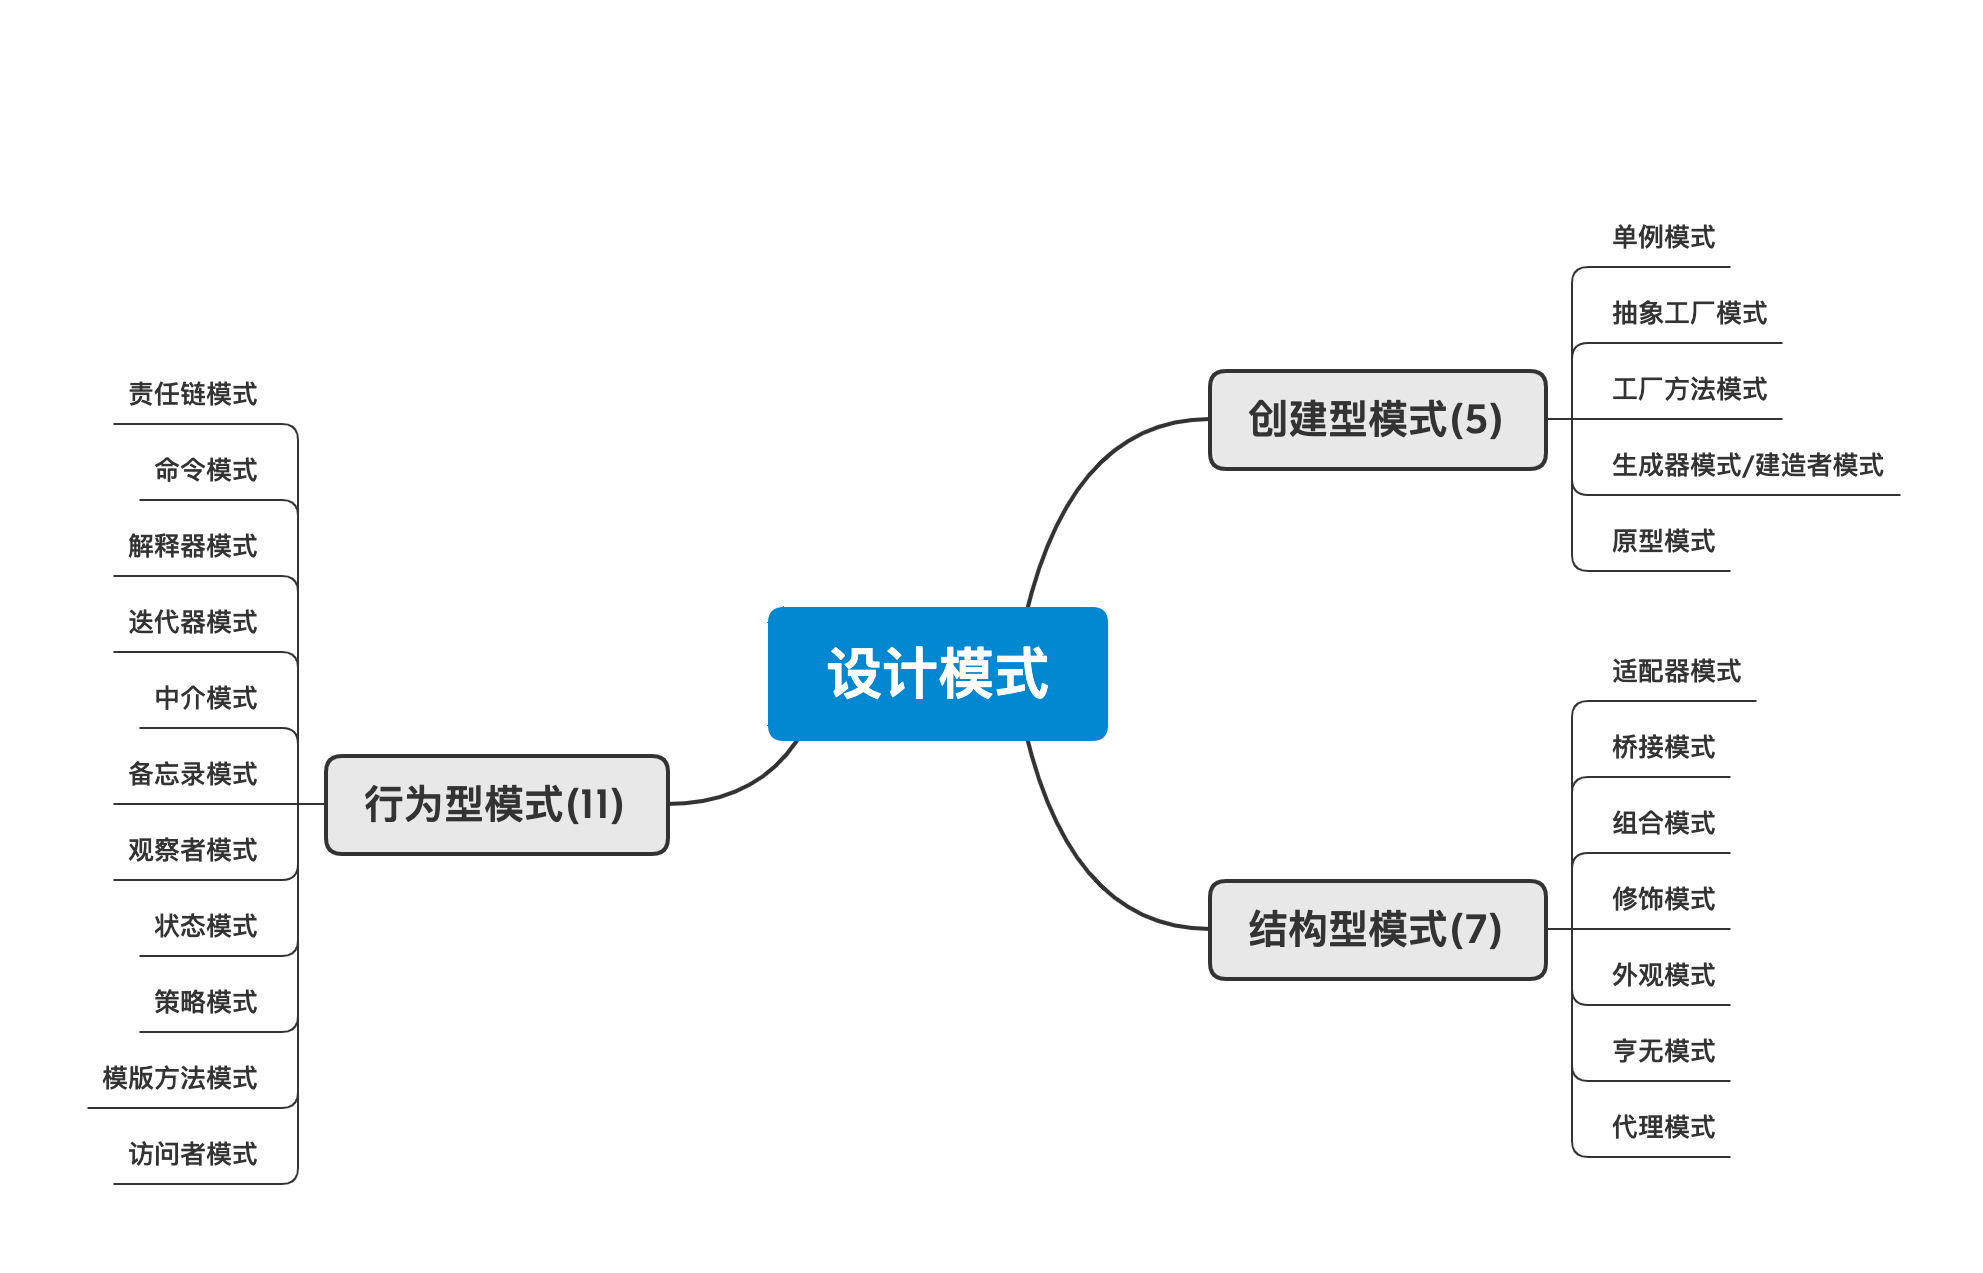 设计模式
创建型模式(5)
单例模式
抽象工厂模式
工厂方法模式
生成器模式/建造者模式
原型模式
结构型模式(7)
适配器模式
桥接模式
组合模式
修饰模式
外观模式
亨无模式
代理模式
行为型模式(11)
责任链模式
命令模式
解释器模式
迭代器模式
中介模式
备忘录模式
观察者模式
状态模式
策略模式
模版方法模式
访问者模式